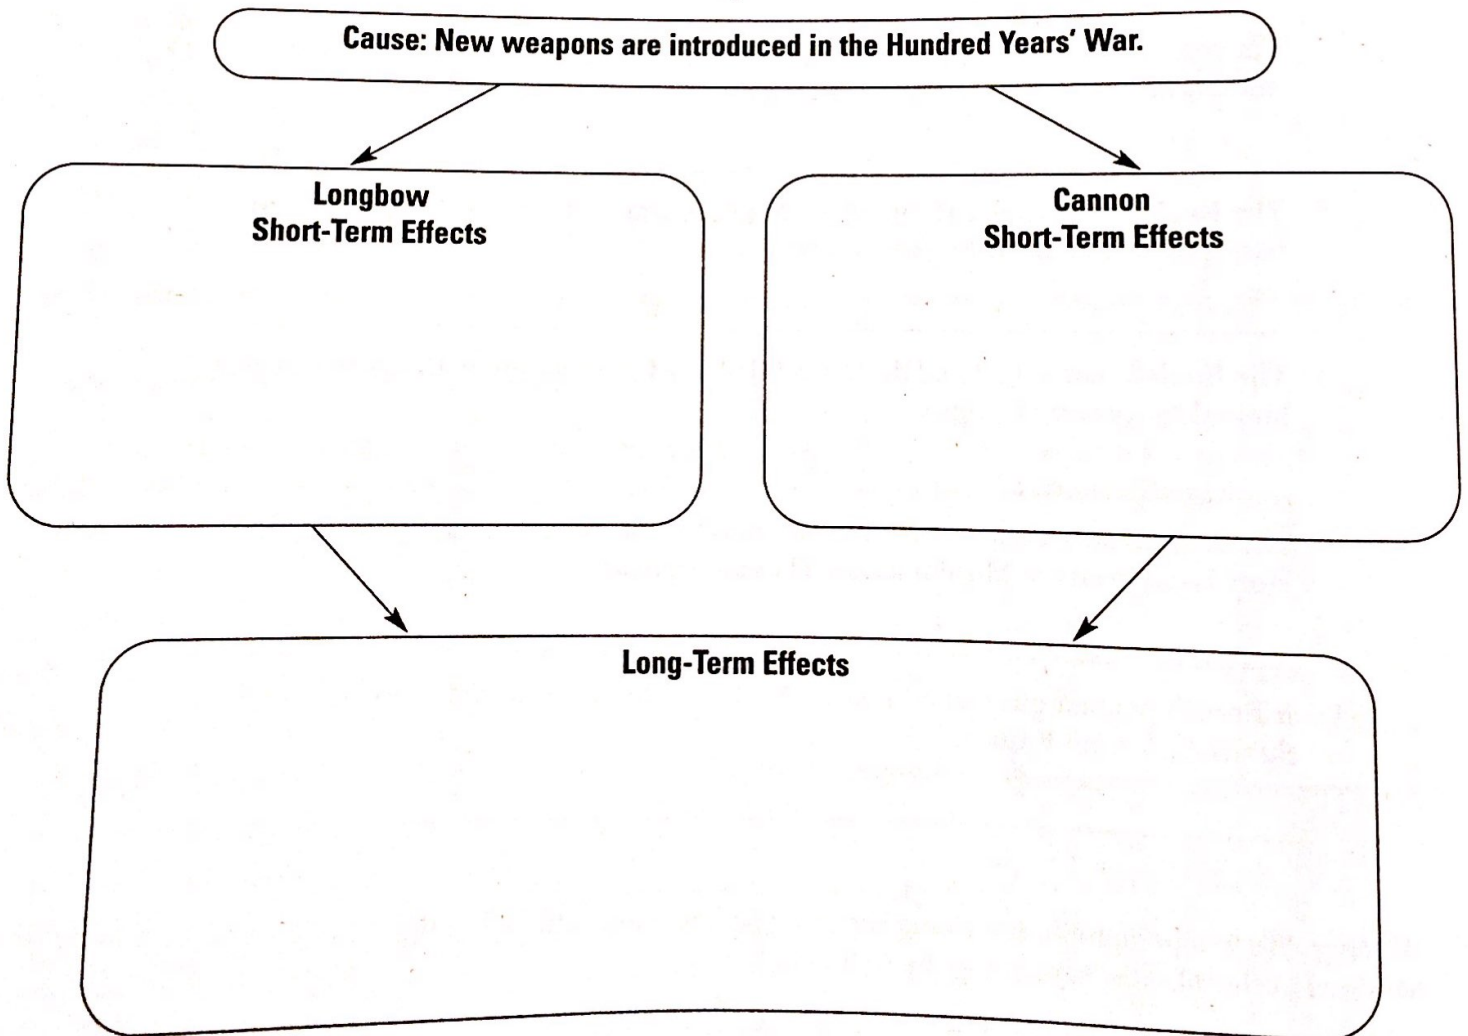 Cause: New weapons are introduced in the Hundred Years' War.
Longbow
Short-Term Effects
Cannon
Short-Term Effects
Long-Term Effects